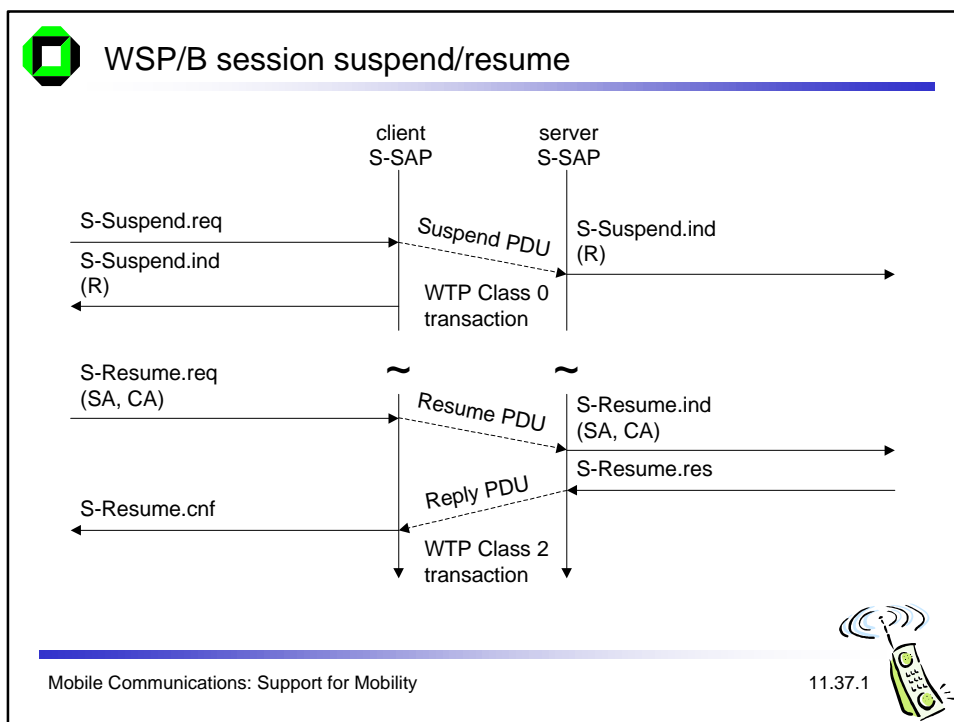 WSP/B session suspend/resume
client
S-SAP
server
S-SAP
S-Suspend.req
Suspend PDU
S-Suspend.ind
(R)
S-Suspend.ind
(R)
WTP Class 0
transaction
~
~
S-Resume.req
(SA, CA)
Resume PDU
S-Resume.ind
(SA, CA)
S-Resume.res
Reply PDU
S-Resume.cnf
WTP Class 2
transaction
Mobile Communications: Support for Mobility
11.37.1